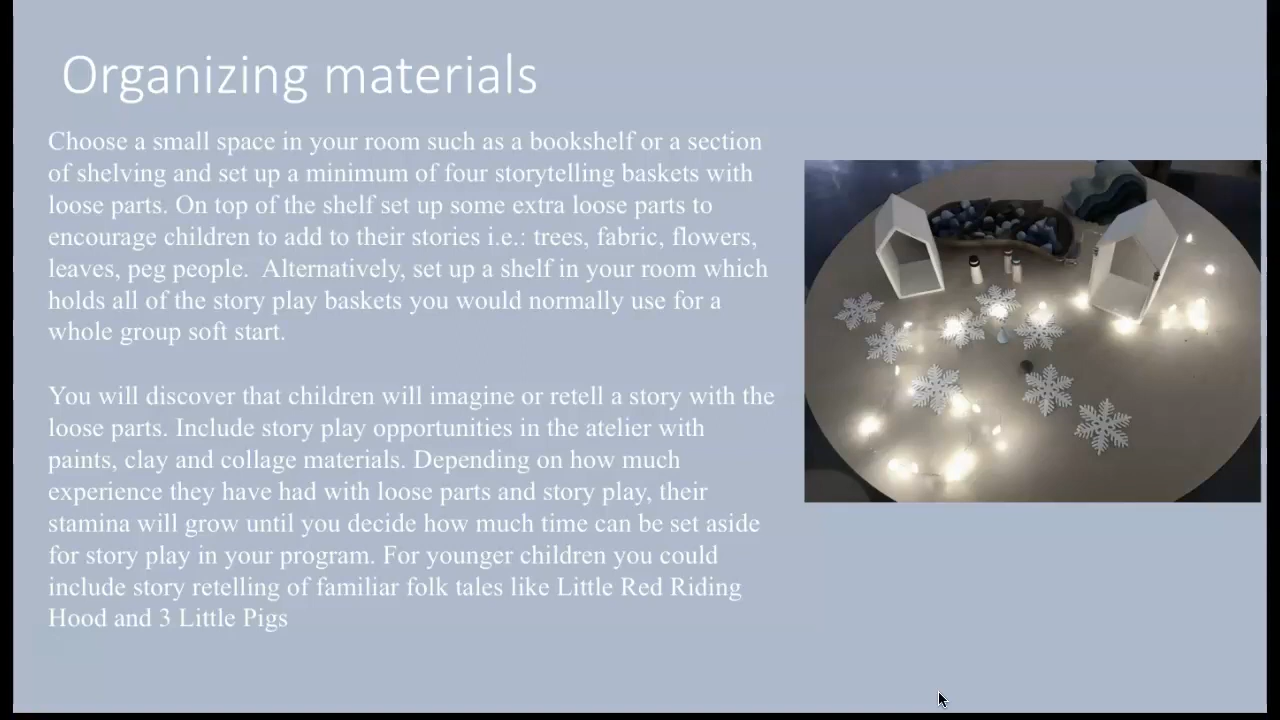 Organizing materials
Choose a small space in your room such as a bookshelf or a section
of shelving and set up a minimum of four storytelling baskets with
loose parts. On top of the shelf set up some extra loose parts to
encourage children to add to their stories i.e.: trees, fabric, flowers,
leaves, peg people.  Alternatively, set up a shelf in your room which
holds all of the story play baskets you would normally use for a
whole group soft start.
You will discover that children will imagine or retell a story with the
loose parts. Include story play opportunities in the atelier with
paints, clay and collage materials. Depending on how much
experience they have had with loose parts and story play, their
stamina will grow until you decide how much time can be set aside
for story play in your program. For younger children you could
include story retelling of familiar folk tales like Little Red Riding
Hood and 3 Little Pigs